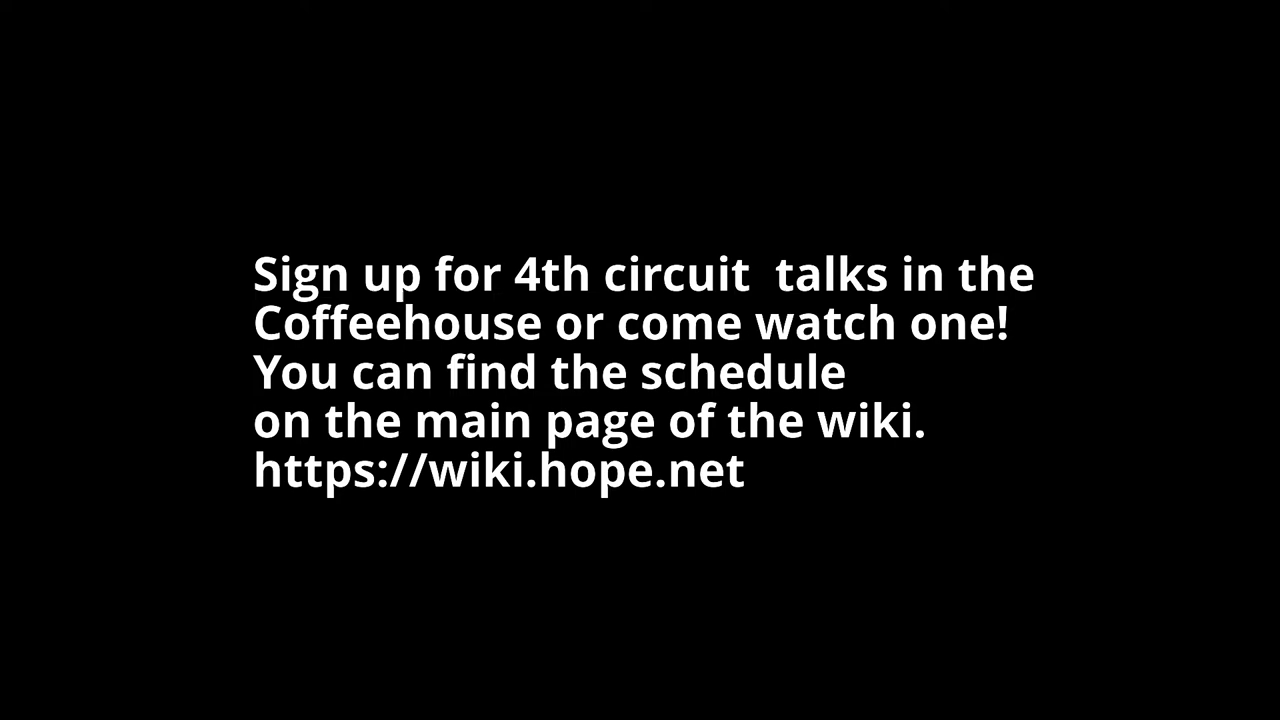 Sign up for 4th circuit  talks in the
Coffeehouse or come watch one!
You can find the schedule
on the main page of the wiki.
https://wiki.hope.net